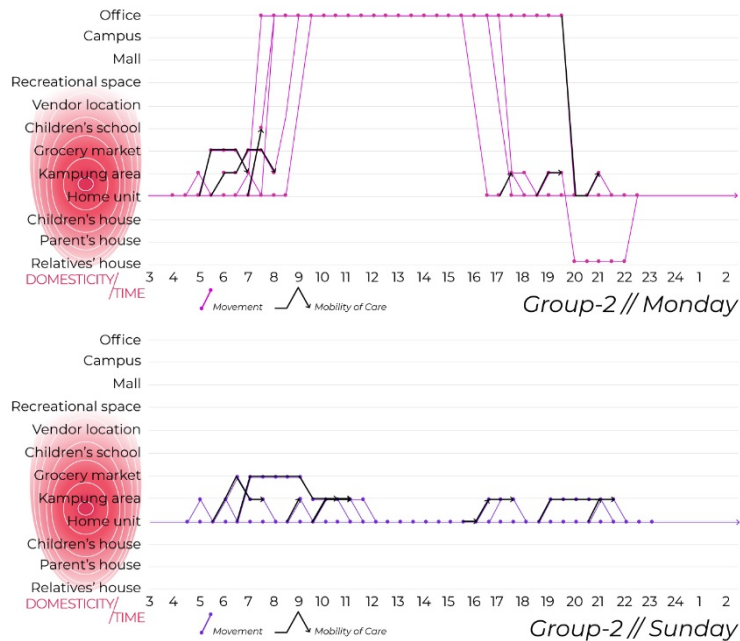 Office
Campus
Mall
Recreational space
Vendor location
Children's school
Grocery market
Kampung area
Home unit
Children's house
Parent's house
Relatives' house
DOMESTICITY/TIME 3 4 5 6 7 8 9 10 11 12 13 14 15 16 17 18 19 20 21 22 23 24 1 2
Movement Mobility of Care Group-2 // Monday
Office
Campus
Mall
Recreational space
Vendor location
Children's school
Grocery market
Kampung area
Home unit
Children's house
Parent's house
Relatives' house
DOMESTICITY/TIME 3 4 5 6 7 8 9 10 11 12 13 14 15 16 17 18 19 20 21 22 23 24 1 2
Movement Mobility of Care Group-2 // Sunday